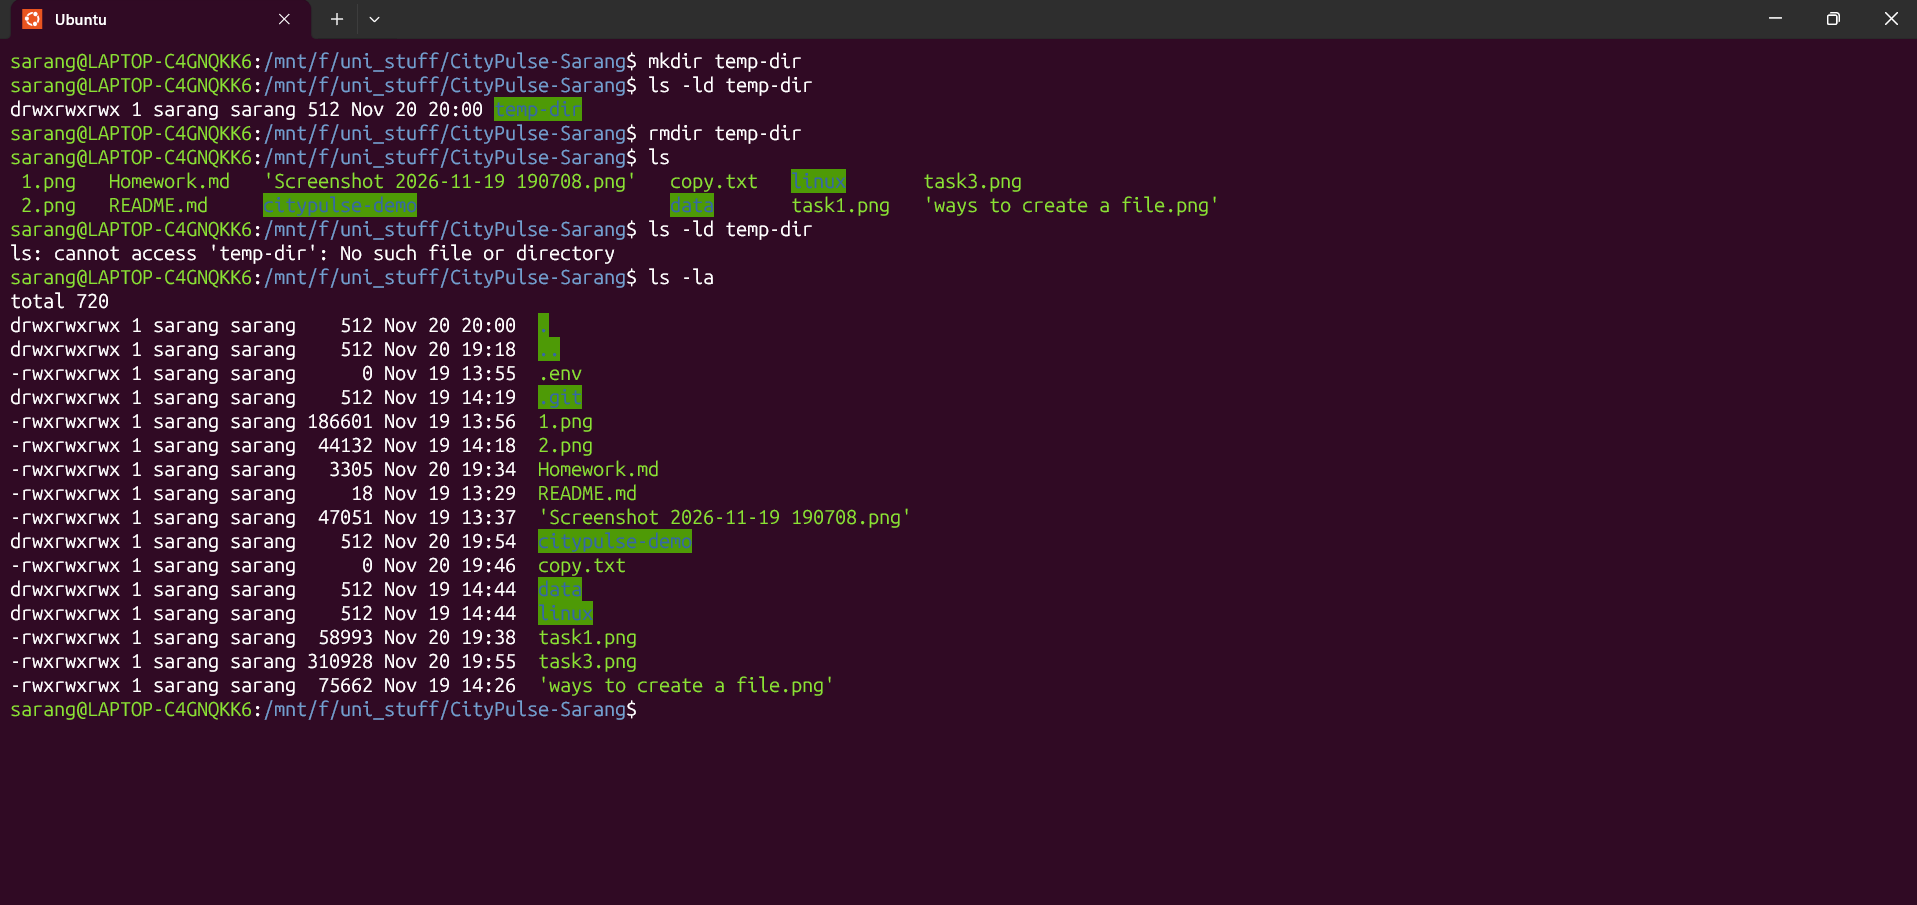 Ubuntu
sarang@LAPTOP-C4GNQKK6:/mnt/f/uni_stuff/CityPulse-Sarang$ mkdir temp-dir
sarang@LAPTOP-C4GNQKK6:/mnt/f/uni_stuff/CityPulse-Sarang$ ls -ld temp-dir
drwxrwxrwx 1 sarang sarang 512 Nov 20 20:00 temp-dir
sarang@LAPTOP-C4GNQKK6:/mnt/f/uni_stuff/CityPulse-Sarang$ rmdir temp-dir
sarang@LAPTOP-C4GNQKK6:/mnt/f/uni_stuff/CityPulse-Sarang$ ls
 1.png   Homework.md   'Screenshot 2026-11-19 190708.png'   copy.txt   linux       task3.png
 2.png   README.md     citypulse-demo                       data       task1.png   'ways to create a file.png'
sarang@LAPTOP-C4GNQKK6:/mnt/f/uni_stuff/CityPulse-Sarang$ ls -ld temp-dir
ls: cannot access 'temp-dir': No such file or directory
sarang@LAPTOP-C4GNQKK6:/mnt/f/uni_stuff/CityPulse-Sarang$ ls -la
total 720
drwxrwxrwx 1 sarang sarang    512 Nov 20 20:00  .
drwxrwxrwx 1 sarang sarang    512 Nov 20 19:18  ..
-rwxrwxrwx 1 sarang sarang      0 Nov 19 13:55  .env
drwxrwxrwx 1 sarang sarang    512 Nov 19 14:19  .git
-rwxrwxrwx 1 sarang sarang 186601 Nov 19 13:56  1.png
-rwxrwxrwx 1 sarang sarang  44132 Nov 19 14:18  2.png
-rwxrwxrwx 1 sarang sarang   3305 Nov 20 19:34  Homework.md
-rwxrwxrwx 1 sarang sarang     18 Nov 19 13:29  README.md
-rwxrwxrwx 1 sarang sarang  47051 Nov 19 13:37  'Screenshot 2026-11-19 190708.png'
drwxrwxrwx 1 sarang sarang    512 Nov 20 19:54  citypulse-demo
-rwxrwxrwx 1 sarang sarang      0 Nov 20 19:46  copy.txt
drwxrwxrwx 1 sarang sarang    512 Nov 19 14:44  data
drwxrwxrwx 1 sarang sarang    512 Nov 19 14:44  linux
-rwxrwxrwx 1 sarang sarang  58993 Nov 20 19:38  task1.png
-rwxrwxrwx 1 sarang sarang 310928 Nov 20 19:55  task3.png
-rwxrwxrwx 1 sarang sarang  75662 Nov 19 14:26  'ways to create a file.png'
sarang@LAPTOP-C4GNQKK6:/mnt/f/uni_stuff/CityPulse-Sarang$